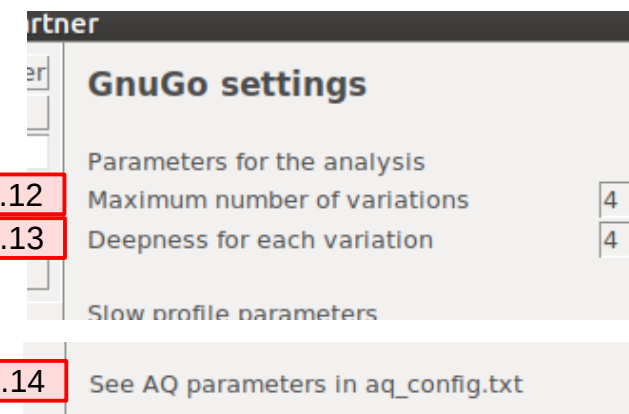 rtner
er
GnuGo settings
Parameters for the analysis
.12 Maximum number of variations 4
.13 Deepness for each variation 4
Slow profile parameters
.14 See AQ parameters in aq_config.txt